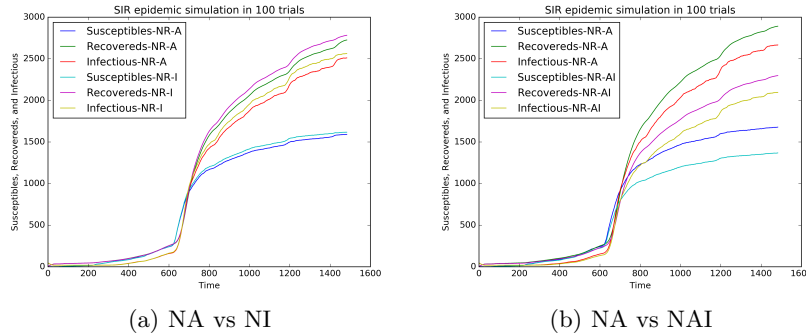 SIR epidemic simulation in 100 trials
3000
2500
2000
1500
1000
500
0
Susceptibles, Recovereds, and Infectious
Susceptibles-NR-A
Recovereds-NR-A
Infectious-NR-A
Susceptibles-NR-I
Recovereds-NR-I
Infectious-NR-I
0 200 400 600 800 1000 1200 1400 1600
Time
(a) NA vs NI
SIR epidemic simulation in 100 trials
3000
2500
2000
1500
1000
500
0
Susceptibles, Recovereds, and Infectious
Susceptibles-NR-A
Recovereds-NR-A
Infectious-NR-A
Susceptibles-NR-AI
Recovereds-NR-AI
Infectious-NR-AI
0 200 400 600 800 1000 1200 1400 1600
Time
(b) NA vs NAI